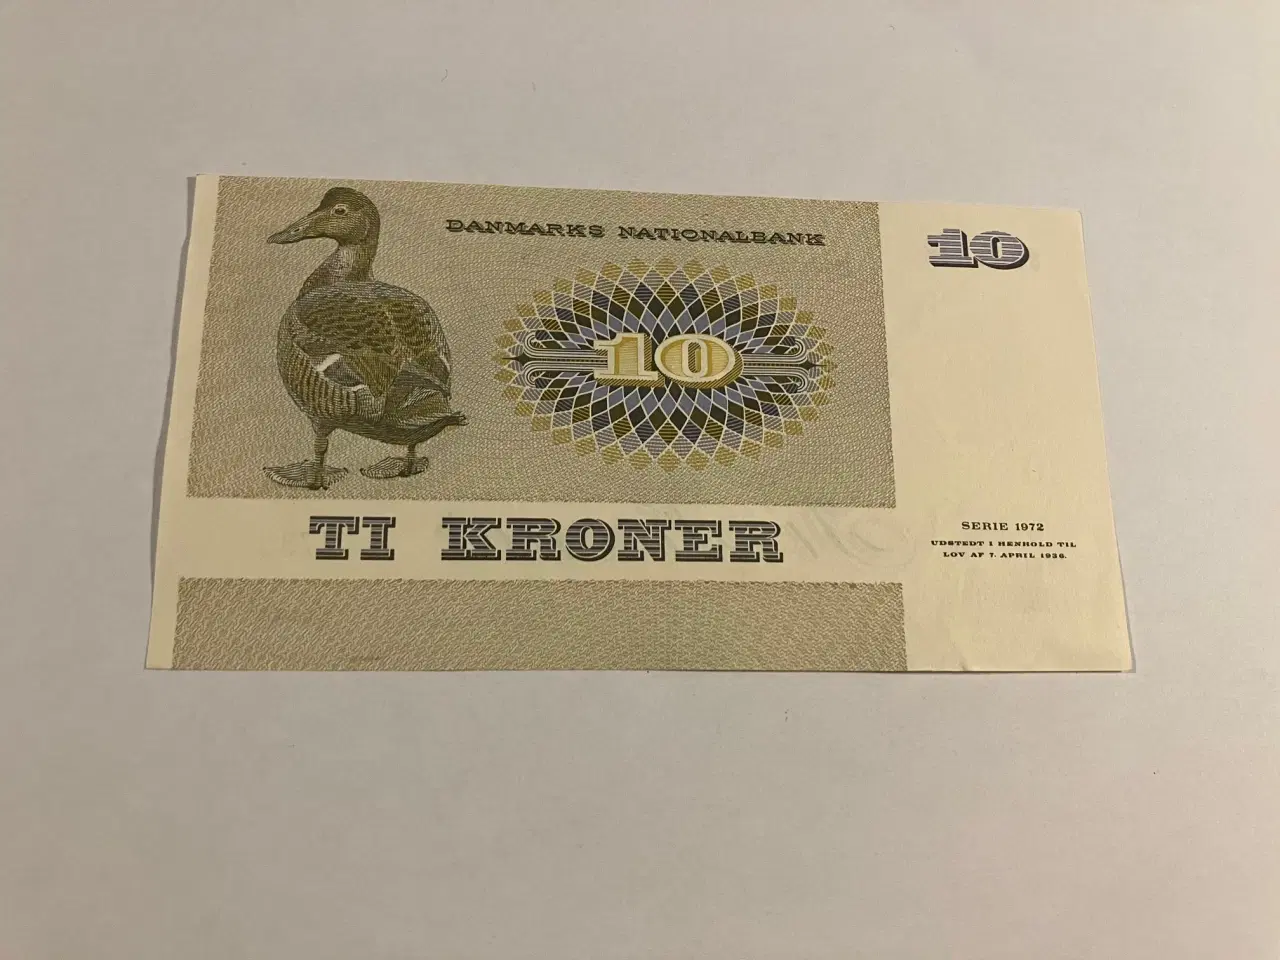 DANMARKS NATIONALBANK
10
10
TI KRONER
SERIE 1972
UDSTEDT I HENHOLD TIL
LOV AF 7. APRIL 1936.